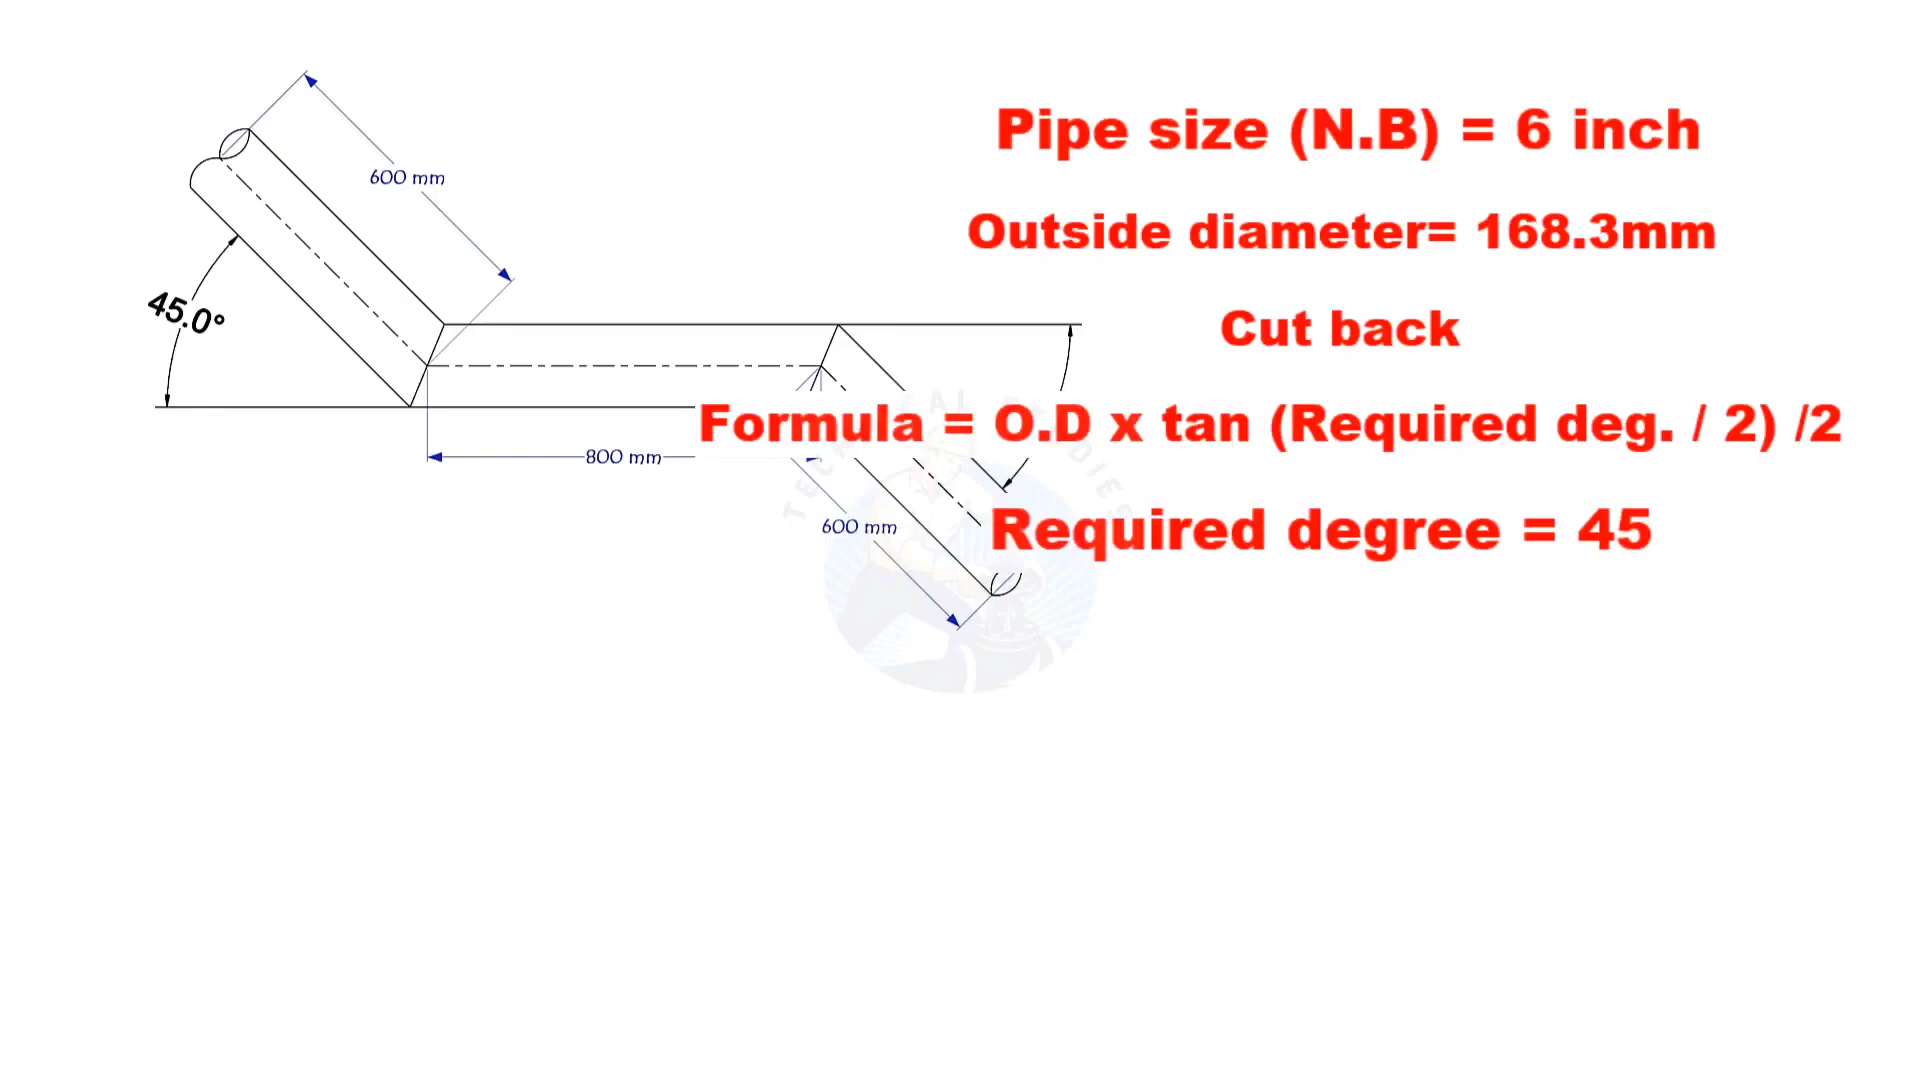 Pipe size (N.B) = 6 inch
600 mm
Outside diameter= 168.3mm
45.0°
Cut back
Formula = O.D x tan (Required deg. / 2) /2
800 mm
600 mm
Required degree = 45